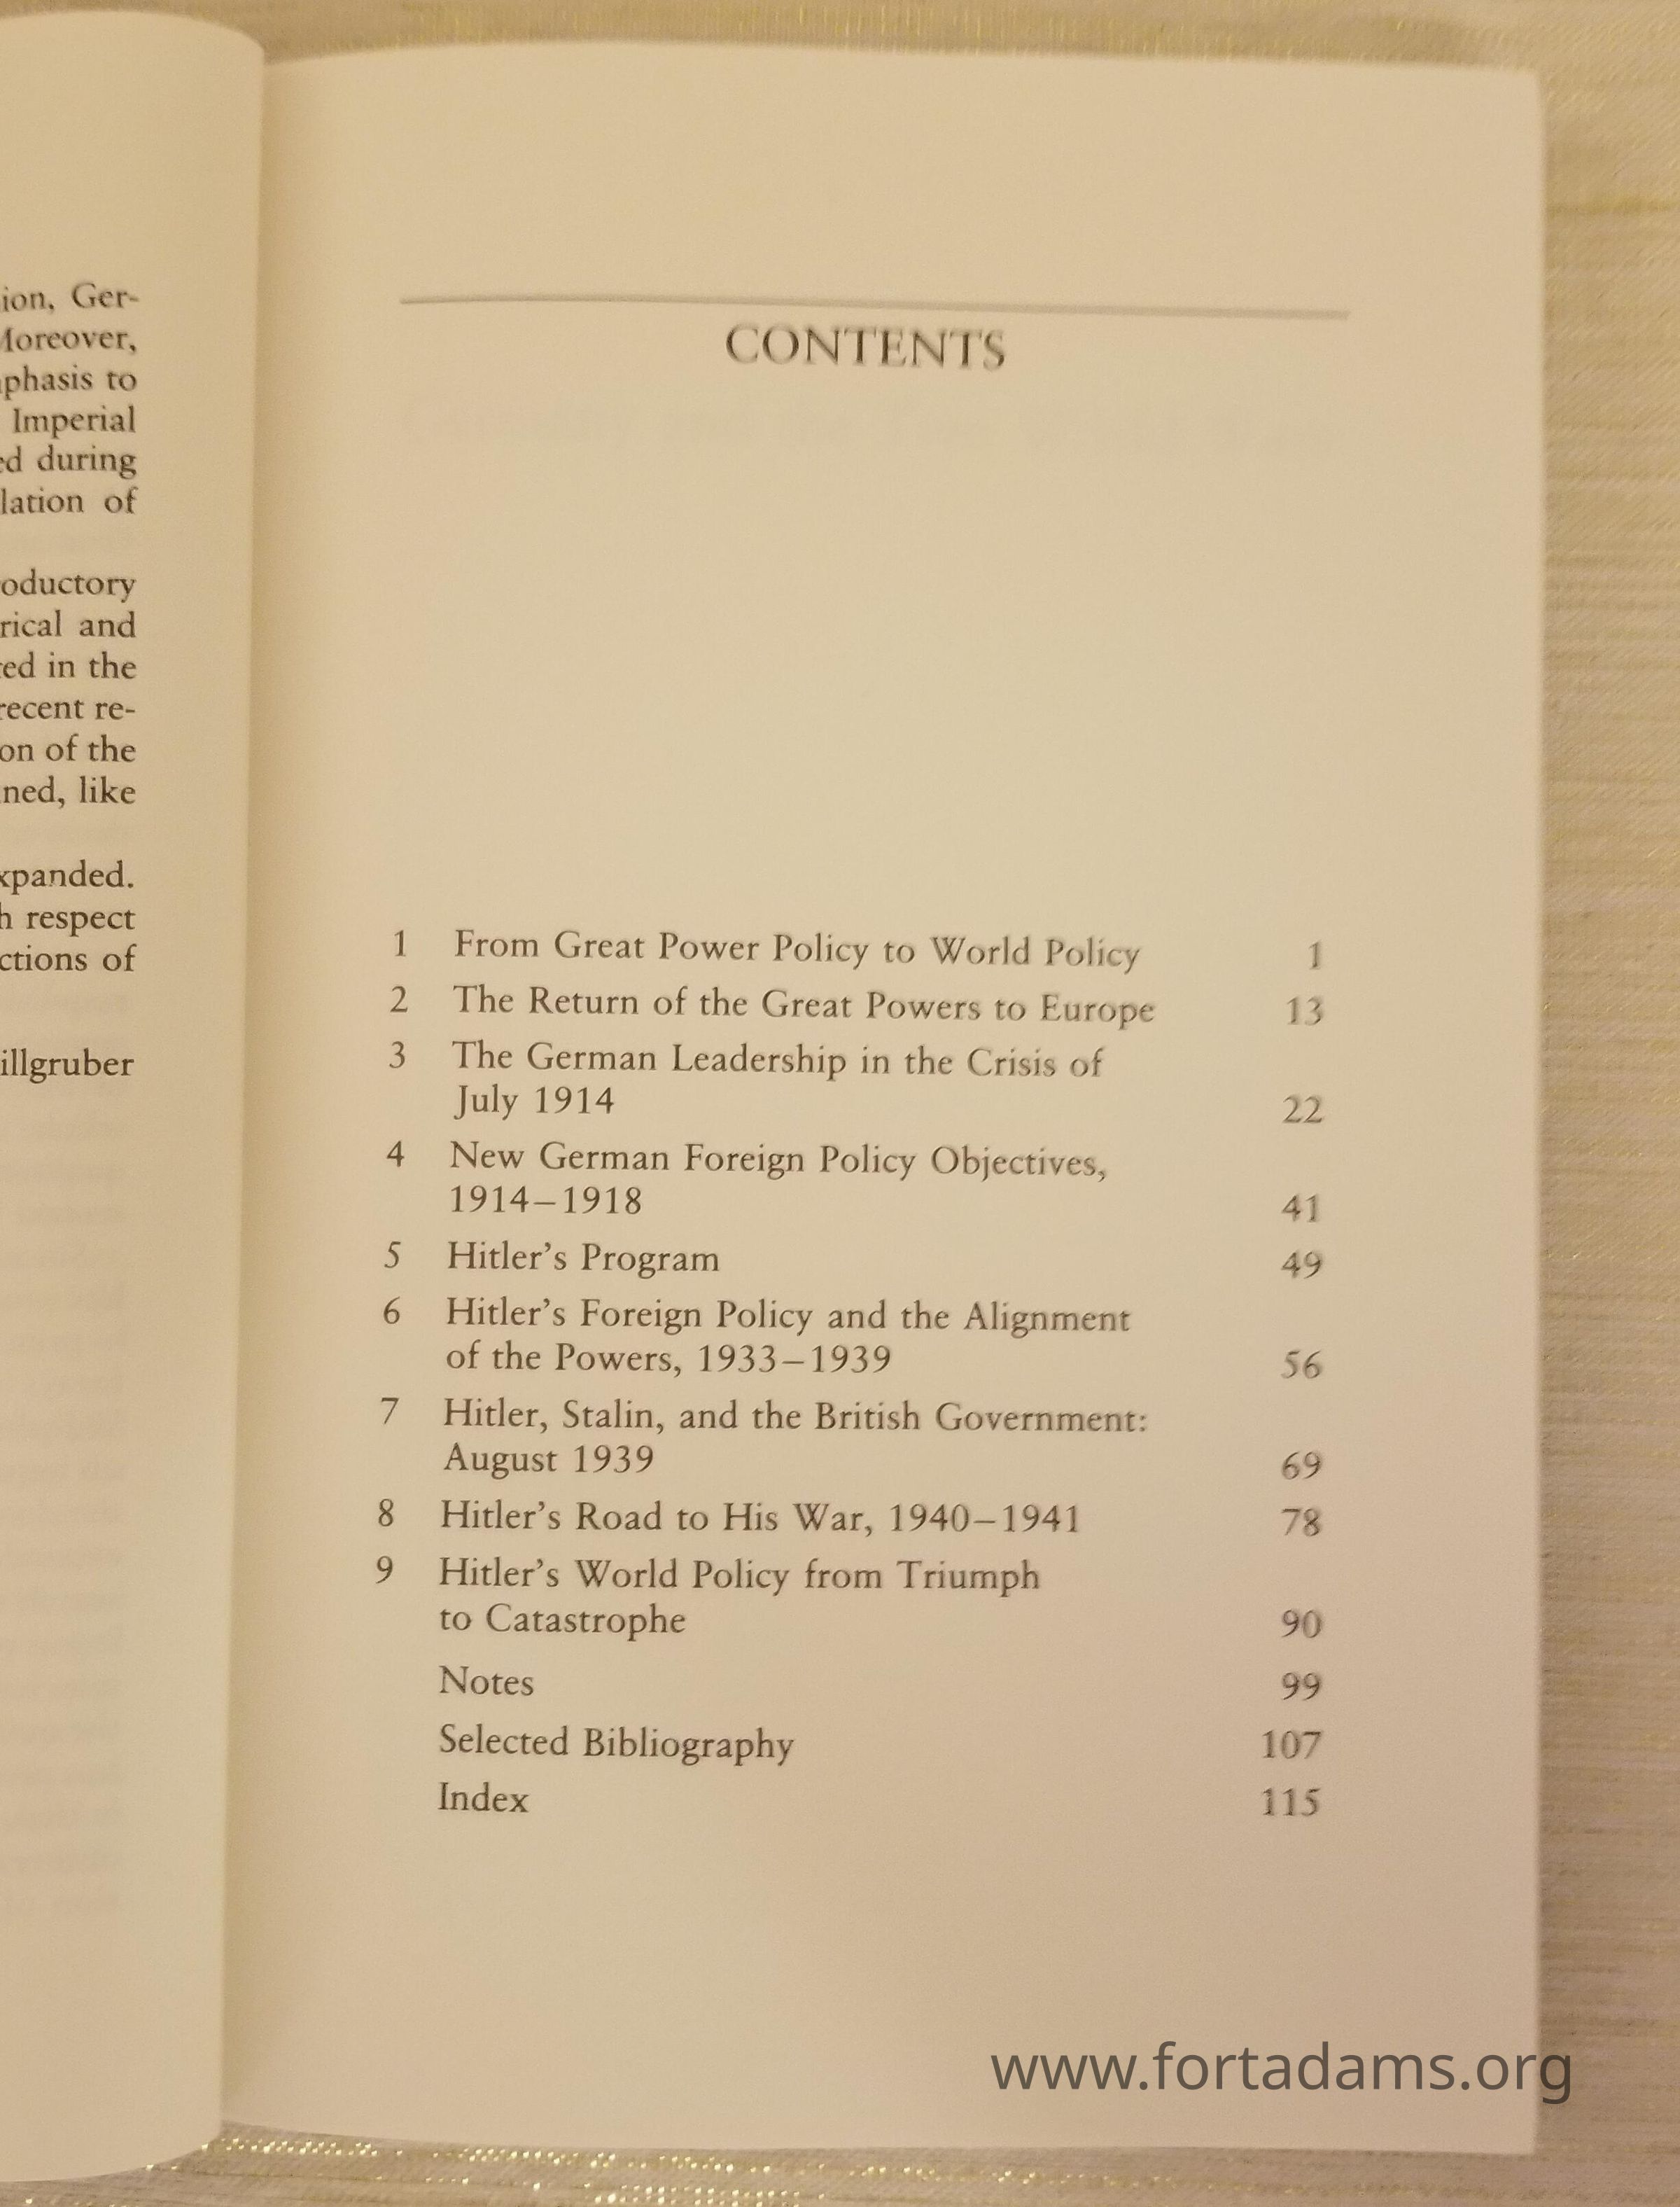 ion, Ger-
Moreover,
phasis to
Imperial
ed during
lation of
oductory
rical and
ed in the
recent re-
on of the
ned, like
xpanded.
h respect
ctions of
illgruber
CONTENTS
1 From Great Power Policy to World Policy 1
2 The Return of the Great Powers to Europe 13
3 The German Leadership in the Crisis of
July 1914 22
4 New German Foreign Policy Objectives,
1914–1918 41
5 Hitler's Program 49
6 Hitler's Foreign Policy and the Alignment
of the Powers, 1933–1939 56
7 Hitler, Stalin, and the British Government:
August 1939 69
8 Hitler's Road to His War, 1940–1941 78
9 Hitler's World Policy from Triumph
to Catastrophe 90
Notes 99
Selected Bibliography 107
Index 115
www.fortadams.org